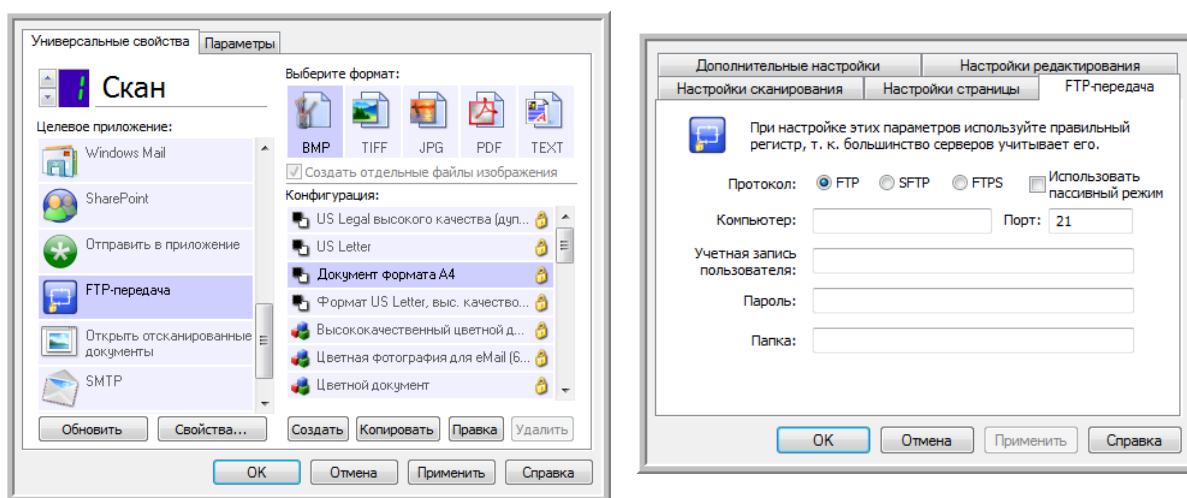 Универсальные свойства
Параметры
1 Скан
Целевое приложение:
Windows Mail
SharePoint
Отправить в приложение
FTP-передача
Открыть отсканированные
документы
SMTP
Обновить
Свойства...
Выберите формат:
BMP
TIFF
JPG
PDF
TEXT
Создать отдельные файлы изображения
Конфигурация:
US Legal высокого качества (дуп...
US Letter
Документ формата A4
Формат US Letter, выс. качество...
Высококачественный цветной д...
Цветная фотография для eMail (6...
Цветной документ
Создать
Копировать
Правка
Удалить
OK
Отмена
Применить
Справка
Дополнительные настройки
Настройки редактирования
Настройки сканирования
Настройки страницы
FTP-передача
При настройке этих параметров используйте правильный
регистр, т. к. большинство серверов учитывает его.
Протокол:
FTP
SFTP
FTPS
Использовать
пассивный режим
Компьютер:
Порт: 21
Учетная запись
пользователя:
Пароль:
Папка:
OK
Отмена
Применить
Справка